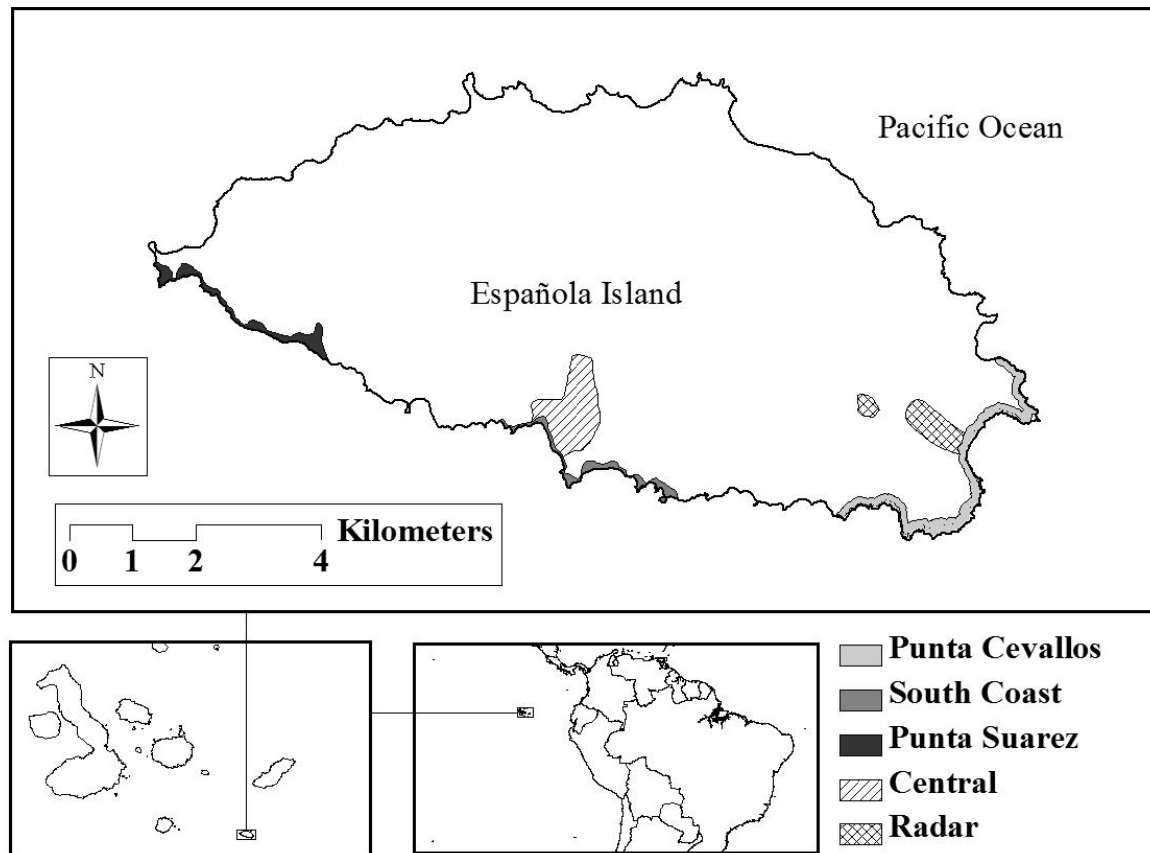 Pacific Ocean
Española Island
N
Kilometers
0 1 2 4
Punta Cevallos
South Coast
Punta Suarez
Central
Radar